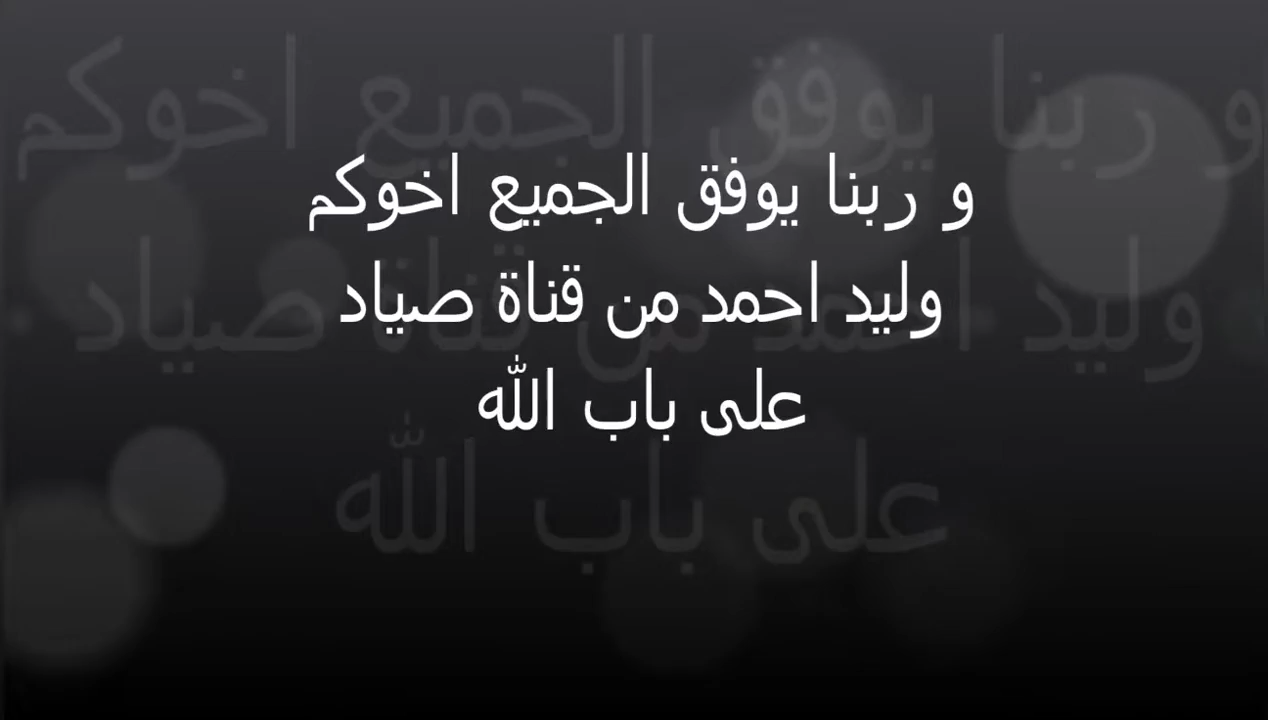 و ربنا يوفق الجميع اخوكم
وليد احمد من قناة صياد
على باب الله